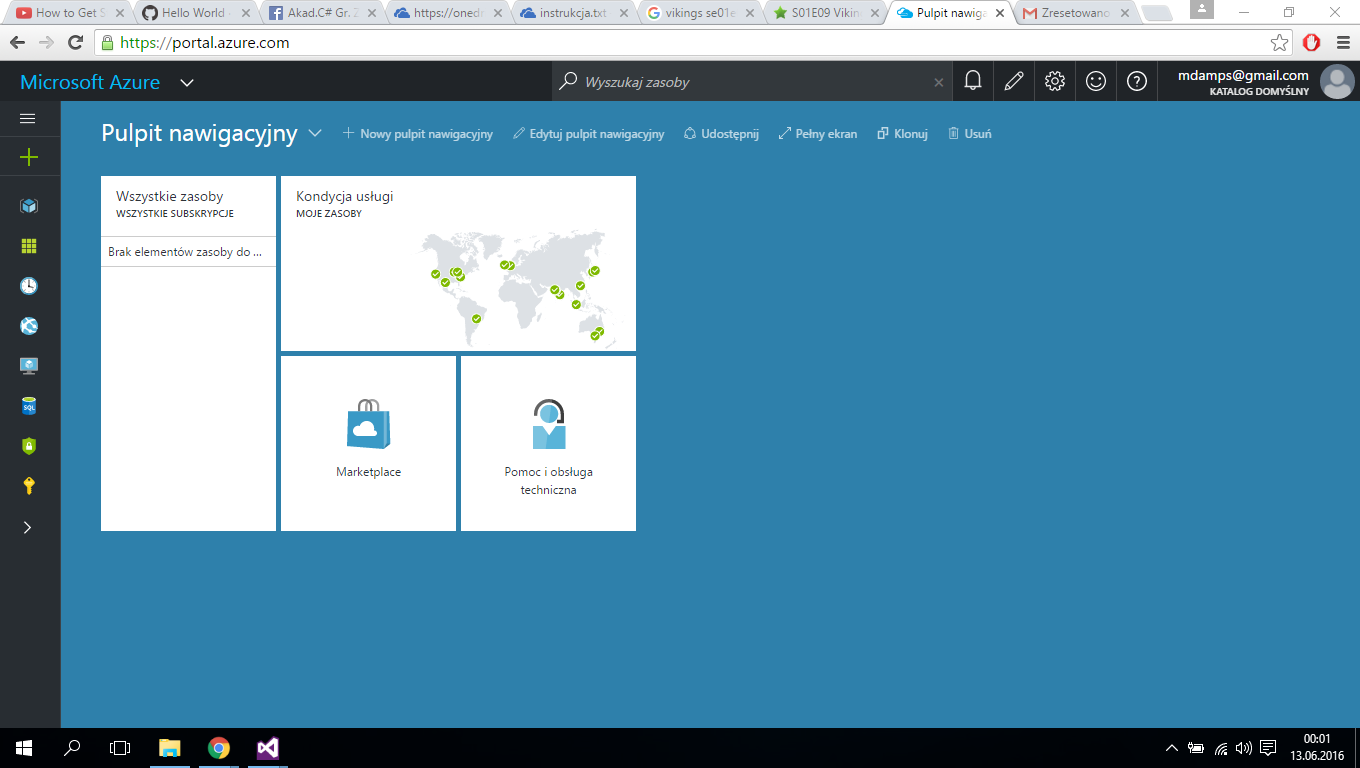 How to Get S
Hello World -
Akad.C# Gr. Z
https://onedr
instrukcja.txt
vikings se01e
S01E09 Vikin
Pulpit nawiga
Zresetowano
https://portal.azure.com
Microsoft Azure
Wyszukaj zasoby
mdamps@gmail.com
KATALOG DOMYŚLNY
Pulpit nawigacyjny
Nowy pulpit nawigacyjny
Edytuj pulpit nawigacyjny
Udostępnij
Pełny ekran
Klonuj
Usuń
Wszystkie zasoby
WSZYSTKIE SUBSKRYPCJE
Brak elementów zasoby do ...
Kondycja usługi
MOJE ZASOBY
Marketplace
Pomoc i obsługa
techniczna
SQL
00:01
13.06.2016